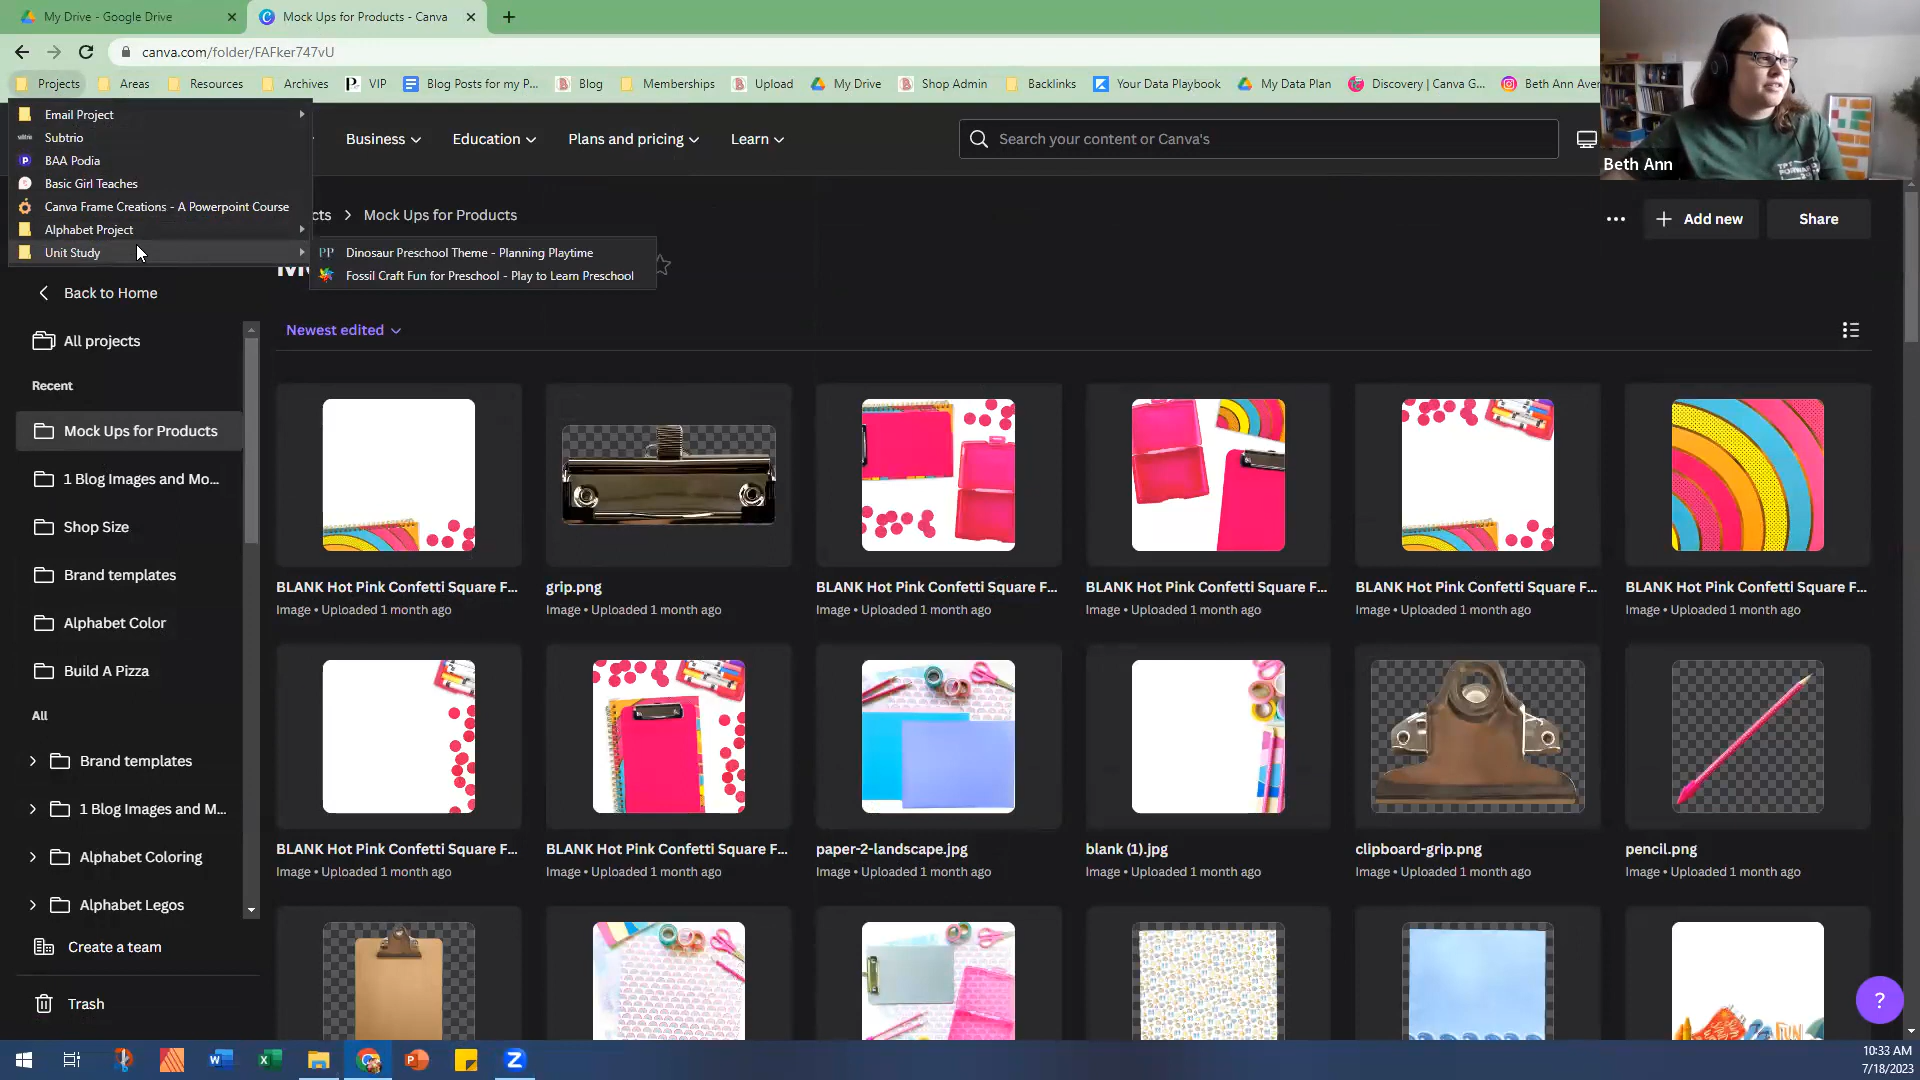 My Drive - Google Drive
Mock Ups for Products - Canva
canva.com/folder/FAFker747vU
Projects
Areas
Resources
Archives
VIP
Blog Posts for my P...
Blog
Memberships
Upload
My Drive
Shop Admin
Backlinks
Your Data Playbook
My Data Plan
Discovery | Canva G...
Beth Ann Aver
Email Project
Subtrio
BAA Podia
Basic Girl Teaches
Canva Frame Creations - A Powerpoint Course
Alphabet Project
Unit Study
Dinosaur Preschool Theme - Planning Playtime
Fossil Craft Fun for Preschool - Play to Learn Preschool
Business
Education
Plans and pricing
Learn
Search your content or Canva's
Beth Ann
cts
Mock Ups for Products
Add new
Share
Back to Home
All projects
Recent
Mock Ups for Products
1 Blog Images and Mo...
Shop Size
Brand templates
Alphabet Color
Build A Pizza
All
Brand templates
1 Blog Images and M...
Alphabet Coloring
Alphabet Legos
Create a team
Trash
Newest edited
BLANK Hot Pink Confetti Square F...
Image • Uploaded 1 month ago
grip.png
Image • Uploaded 1 month ago
BLANK Hot Pink Confetti Square F...
Image • Uploaded 1 month ago
BLANK Hot Pink Confetti Square F...
Image • Uploaded 1 month ago
BLANK Hot Pink Confetti Square F...
Image • Uploaded 1 month ago
BLANK Hot Pink Confetti Square F...
Image • Uploaded 1 month ago
BLANK Hot Pink Confetti Square F...
Image • Uploaded 1 month ago
BLANK Hot Pink Confetti Square F...
Image • Uploaded 1 month ago
paper-2-landscape.jpg
Image • Uploaded 1 month ago
blank (1).jpg
Image • Uploaded 1 month ago
clipboard-grip.png
Image • Uploaded 1 month ago
pencil.png
Image • Uploaded 1 month ago
FUN
?
10:33 AM
7/18/2023